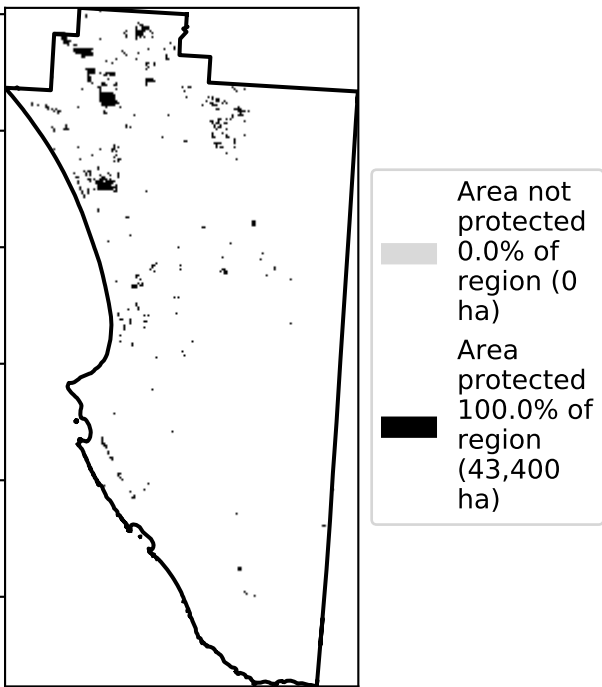 Area not
protected
0.0% of
region (0
ha)
Area
protected
100.0% of
region
(43,400
ha)